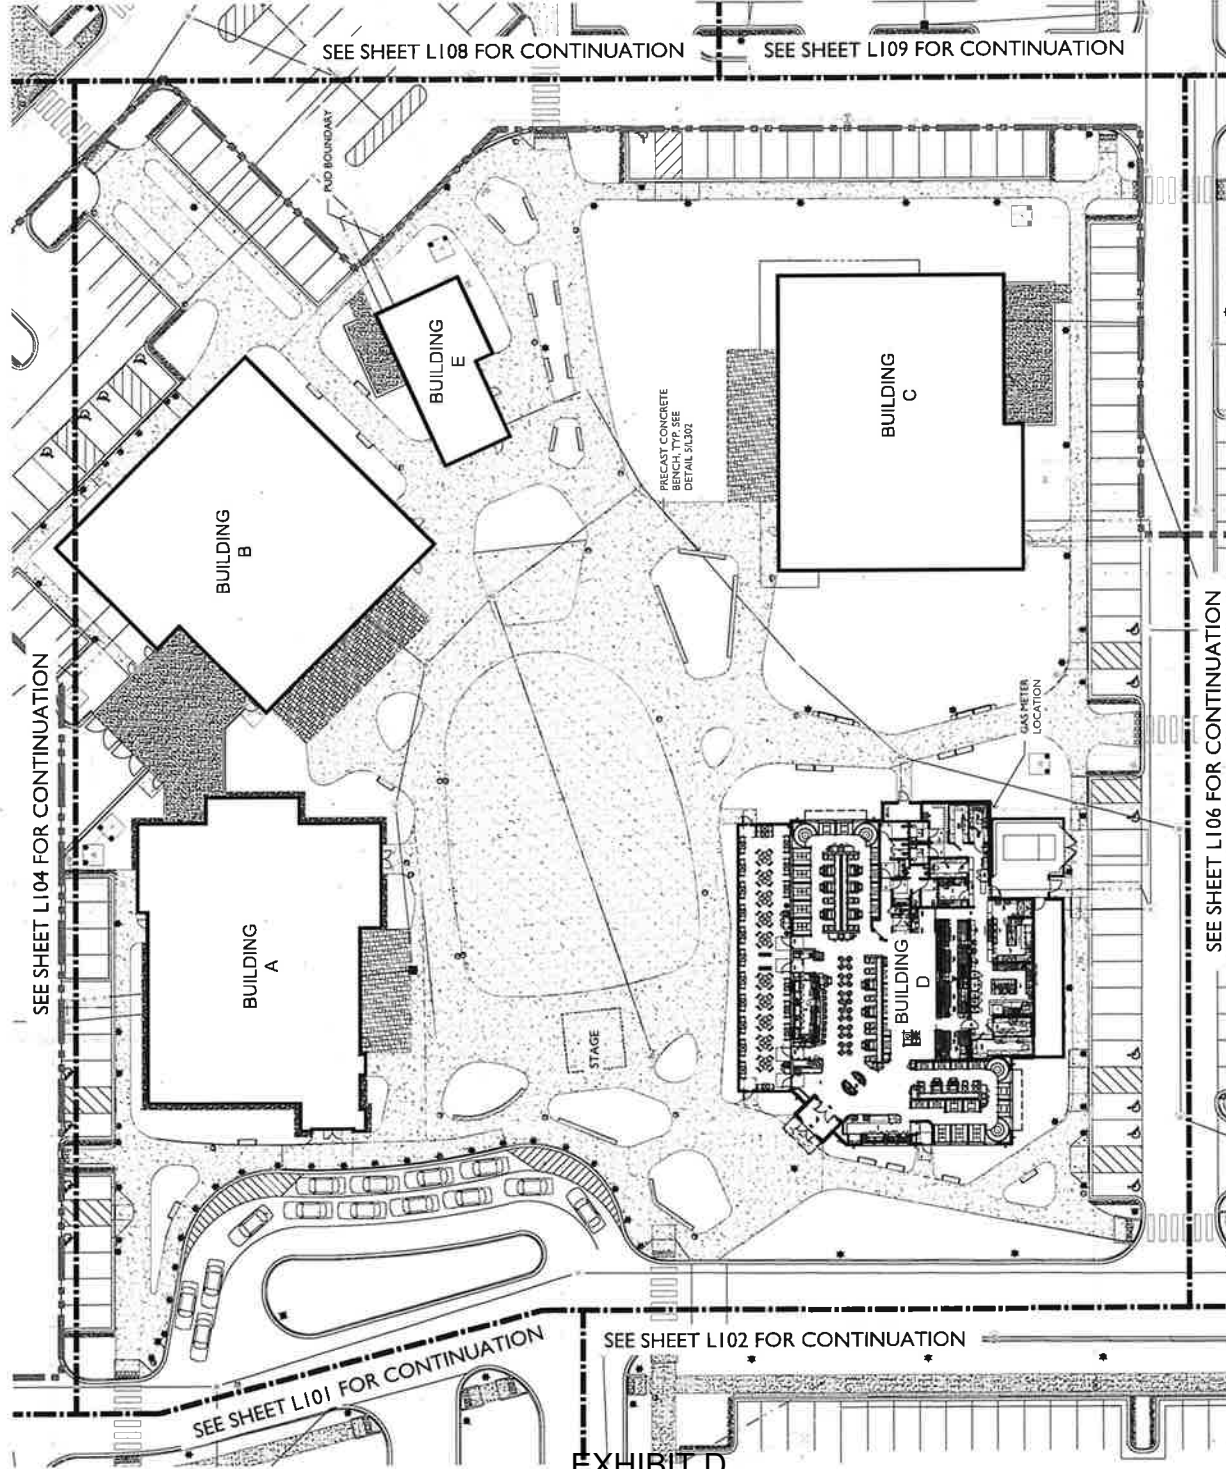 SEE SHEET L108 FOR CONTINUATION
SEE SHEET L109 FOR CONTINUATION
PUD BOUNDARY
BUILDING
E
BUILDING
C
PRECAST CONCRETE
BENCH, TYP. SEE
DETAIL 5/L302
BUILDING
B
SEE SHEET L104 FOR CONTINUATION
SEE SHEET L106 FOR CONTINUATION
GAS METER
LOCATION
BUILDING
A
BUILDING
D
STAGE
SEE SHEET L101 FOR CONTINUATION
SEE SHEET L102 FOR CONTINUATION
EXHIBIT D